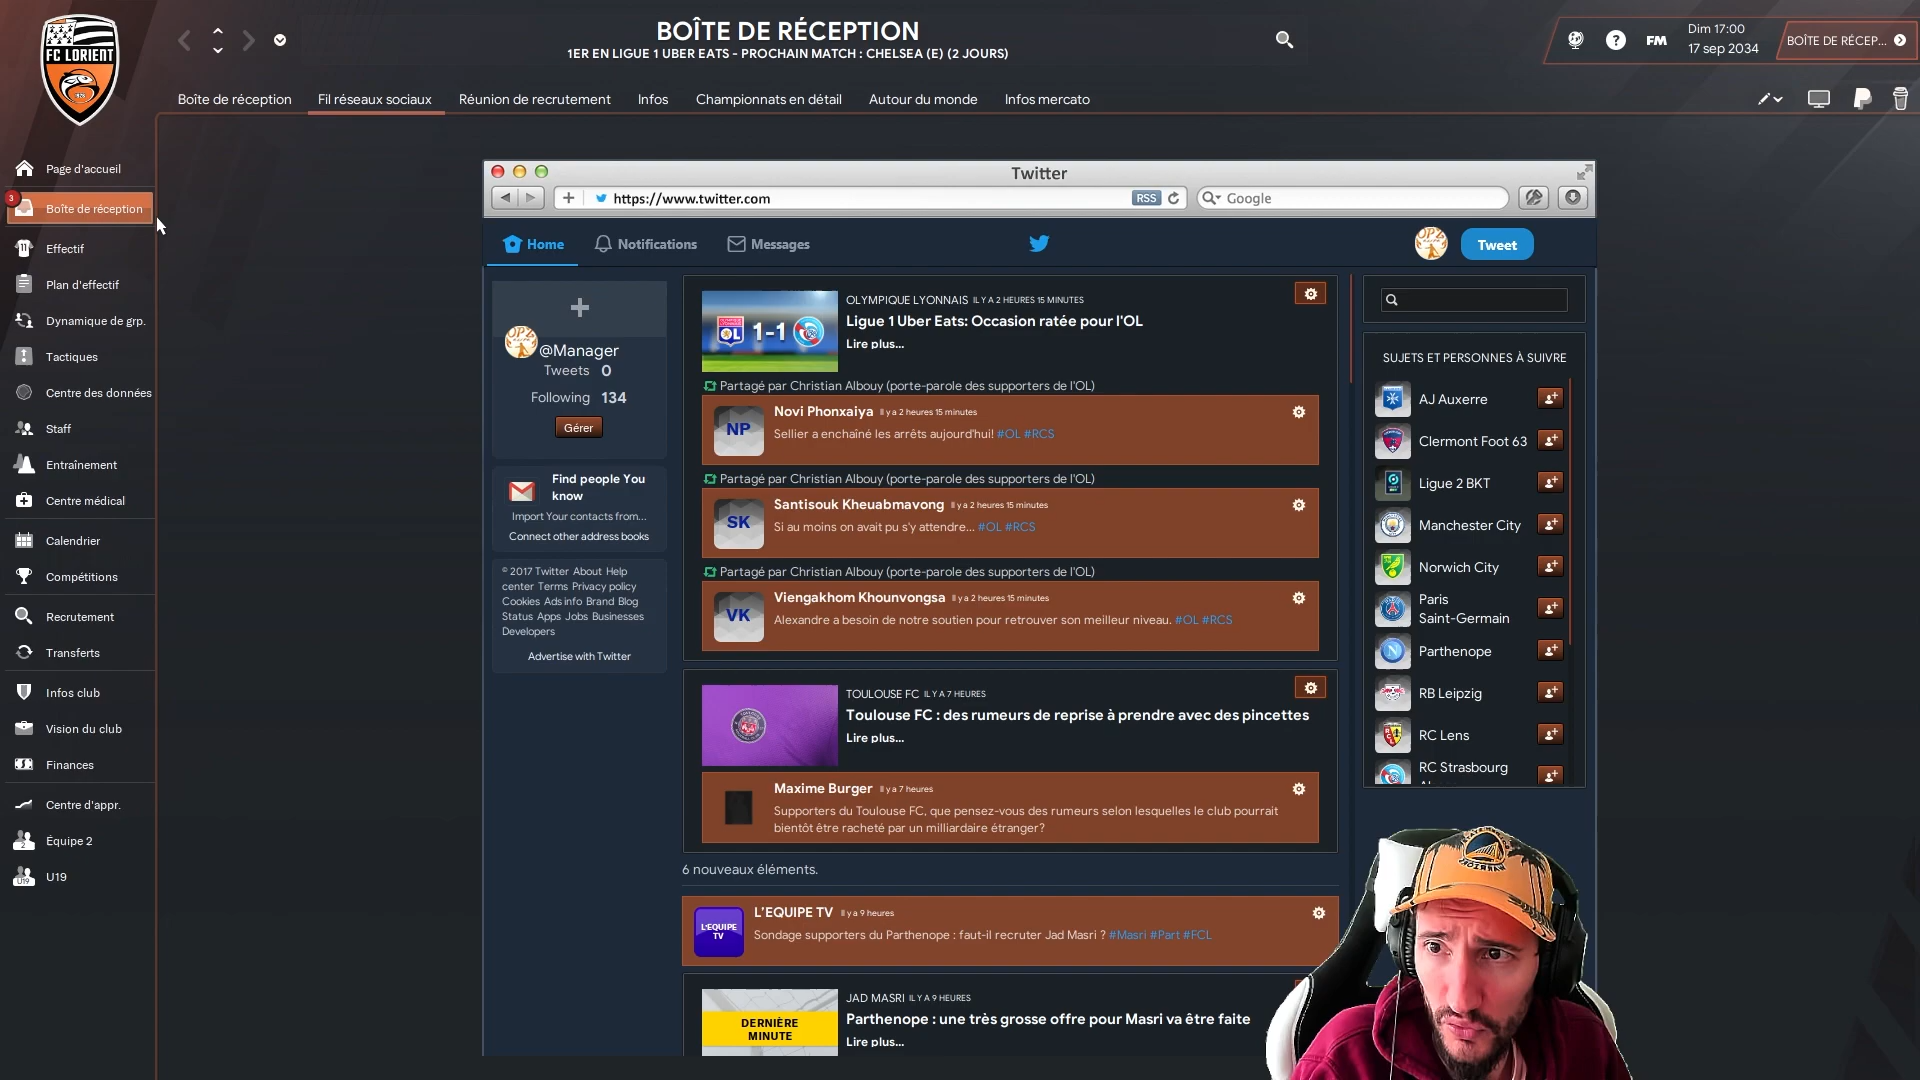 FC LORIENT
BOÎTE DE RÉCEPTION
1ER EN LIGUE 1 UBER EATS - PROCHAIN MATCH : CHELSEA (E) (2 JOURS)
?
FM
Dim 17:00
17 sep 2034
BOÎTE DE RÉCEP...
Boîte de réception
Fil réseaux sociaux
Réunion de recrutement
Infos
Championnats en détail
Autour du monde
Infos mercato
Page d'accueil
3
Boîte de réception
Effectif
Plan d'effectif
Dynamique de grp.
Tactiques
Centre des données
Staff
Entraînement
Centre médical
Calendrier
Compétitions
Recrutement
Transferts
Infos club
Vision du club
Finances
Centre d'appr.
Équipe 2
U19
Twitter
https://www.twitter.com
RSS
Google
Home
Notifications
Messages
Tweet
@Manager
Tweets 0
Following 134
Gérer
Find people You
know
Import Your contacts from...
Connect other address books
© 2017 Twitter About Help
center Terms Privacy policy
Cookies Ads info Brand Blog
Status Apps Jobs Businesses
Developers
Advertise with Twitter
1-1
OLYMPIQUE LYONNAIS IL Y A 2 HEURES 15 MINUTES
Ligue 1 Uber Eats: Occasion ratée pour l'OL
Lire plus...
Partagé par Christian Albouy (porte-parole des supporters de l'OL)
NP
Novi Phonxaiya Il y a 2 heures 15 minutes
Sellier a enchaîné les arrêts aujourd'hui! #OL #RCS
Partagé par Christian Albouy (porte-parole des supporters de l'OL)
SK
Santisouk Kheuabmavong Il y a 2 heures 15 minutes
Si au moins on avait pu s'y attendre... #OL #RCS
Partagé par Christian Albouy (porte-parole des supporters de l'OL)
VK
Viengakhom Khounvongsa Il y a 2 heures 15 minutes
Alexandre a besoin de notre soutien pour retrouver son meilleur niveau. #OL #RCS
TOULOUSE FC IL Y A 7 HEURES
Toulouse FC : des rumeurs de reprise à prendre avec des pincettes
Lire plus...
Maxime Burger Il y a 7 heures
Supporters du Toulouse FC, que pensez-vous des rumeurs selon lesquelles le club pourrait
bientôt être racheté par un milliardaire étranger?
6 nouveaux éléments.
L'EQUIPE
TV
L'EQUIPE TV Il y a 9 heures
Sondage supporters du Parthenope : faut-il recruter Jad Masri ? #Masri #Part #FCL
DERNIÈRE
MINUTE
JAD MASRI IL Y A 9 HEURES
Parthenope : une très grosse offre pour Masri va être faite
Lire plus...
SUJETS ET PERSONNES À SUIVRE
AJ Auxerre
Clermont Foot 63
Ligue 2 BKT
Manchester City
Norwich City
Paris
Saint-Germain
Parthenope
RB Leipzig
RC Lens
RC Strasbourg